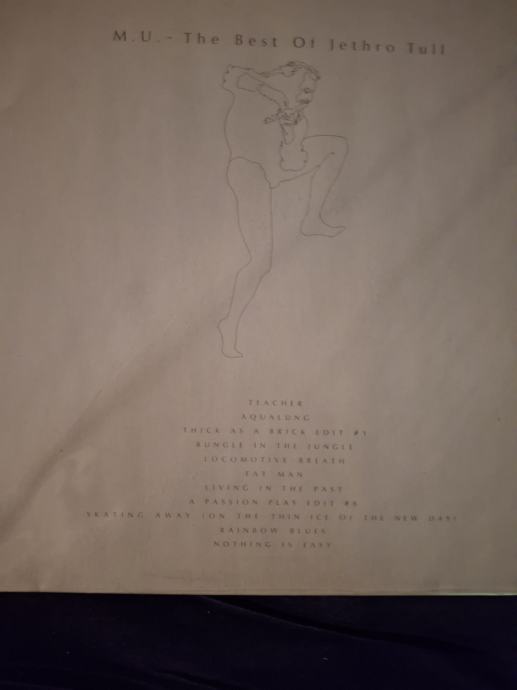 M.U. - The Best Of Jethro Tull
TEACHER
AQUALUNG
THICK AS A BRICK EDIT #1
BUNGLE IN THE JUNGLE
LOCOMOTIVE BREATH
FAT MAN
LIVING IN THE PAST
A PASSION PLAY EDIT #8
SKATING AWAY (ON THE THIN ICE OF THE NEW DAY)
RAINBOW BLUES
NOTHING IS EASY